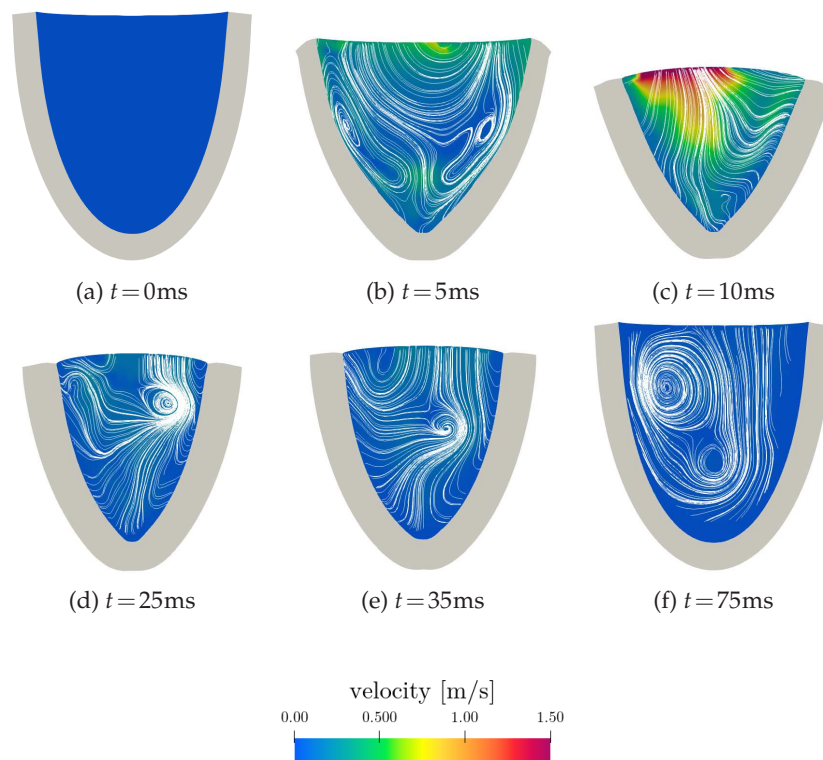 (a) t=0ms
(b) t=5ms
(c) t=10ms
(d) t=25ms
(e) t=35ms
(f) t=75ms
velocity [m/s]
0.00 0.500 1.00 1.50